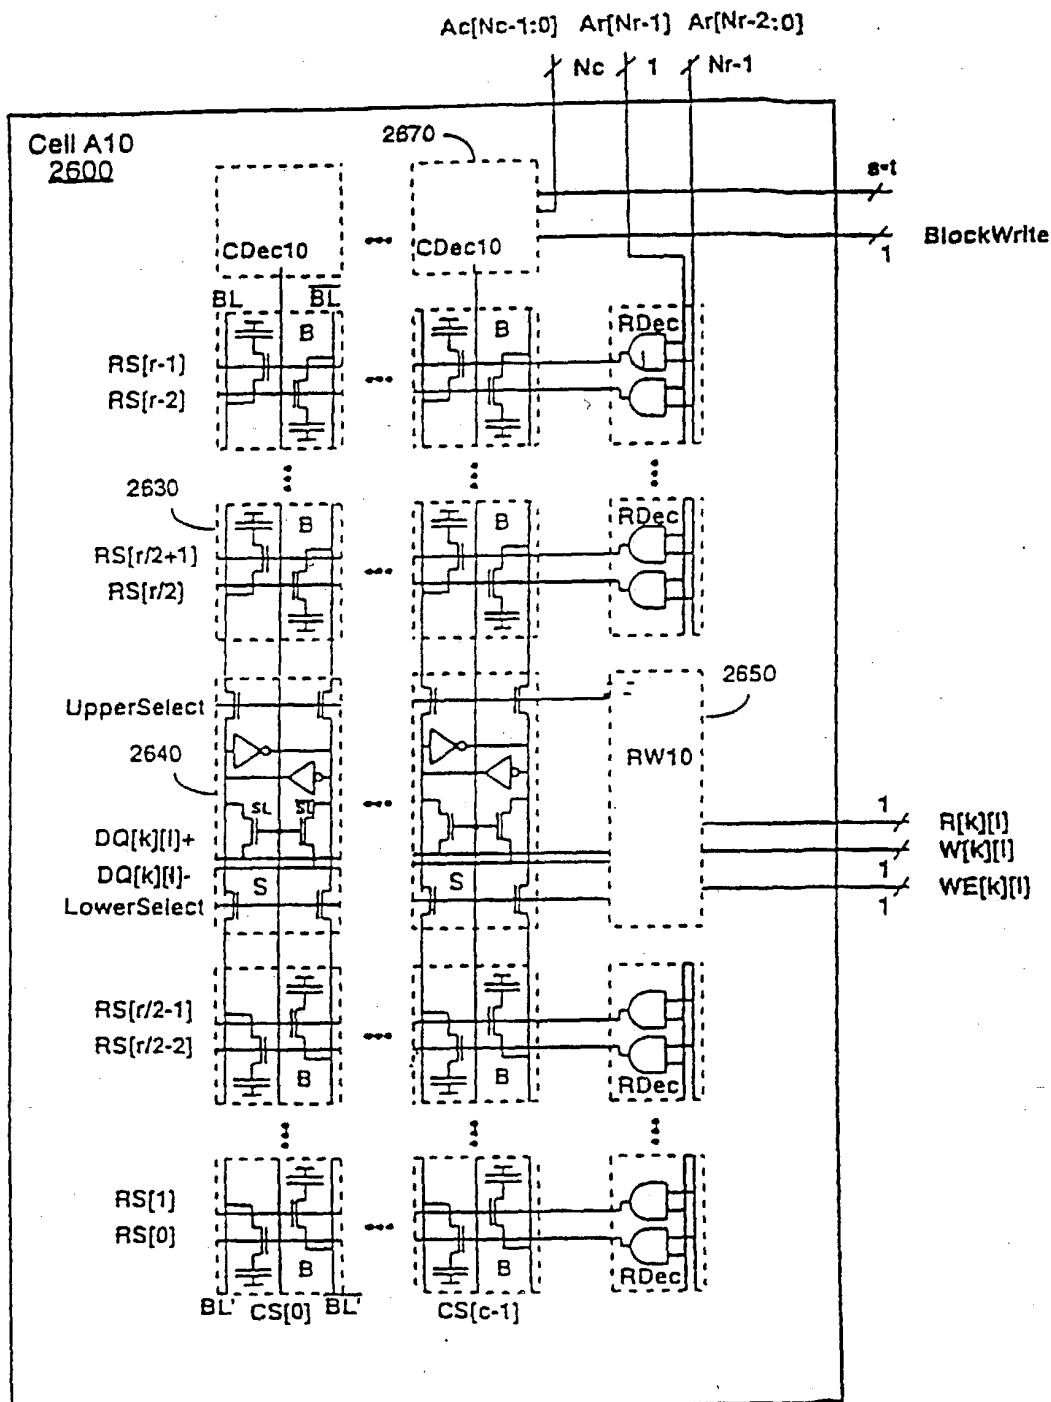 Ac[Nc-1:0] Ar[Nr-1] Ar[Nr-2:0]
Nc 1 Nr-1
Cell A10
2600
2670
s*t
CDec10 CDec10
1
BlockWrite
BL B̅L̅
B B RDec
RS[r-1]
RS[r-2]
2630
B B RDec
RS[r/2+1]
RS[r/2]
2650
UpperSelect
2640
RW10
SL S̅L̅
1 R[k][l]
DQ[k][l]+
W[k][l]
DQ[k][l]-
1
S S
WE[k][l]
LowerSelect
1
RS[r/2-1]
RS[r/2-2]
B B RDec
RS[1]
RS[0]
B B RDec
BL' CS[0] B̅L̅'̅ CS[c-1]